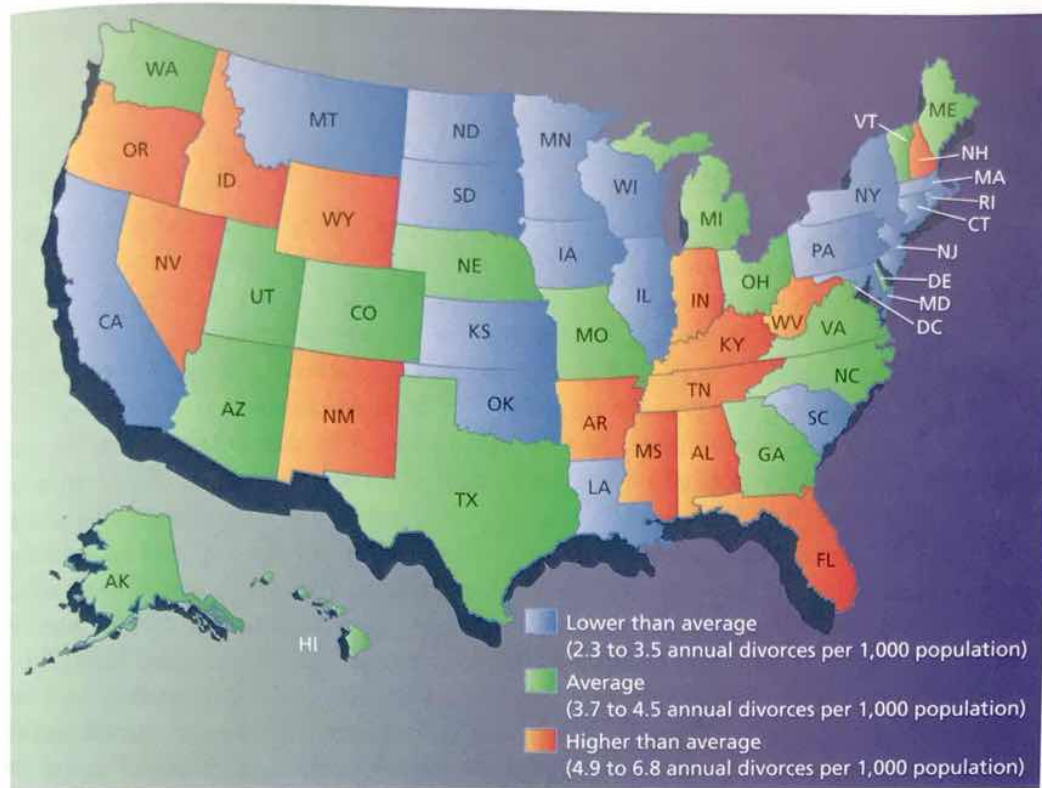 WA
MT
ND
MN
ME
VT
OR
ID
SD
WI
NH
MA
NY
RI
WY
MI
CT
IA
PA
NJ
NV
NE
IL
IN
OH
DE
UT
MD
CA
CO
KS
MO
WV
VA
DC
KY
NC
TN
AZ
NM
OK
AR
SC
MS
AL
GA
TX
LA
FL
AK
HI
Lower than average
(2.3 to 3.5 annual divorces per 1,000 population)
Average
(3.7 to 4.5 annual divorces per 1,000 population)
Higher than average
(4.9 to 6.8 annual divorces per 1,000 population)